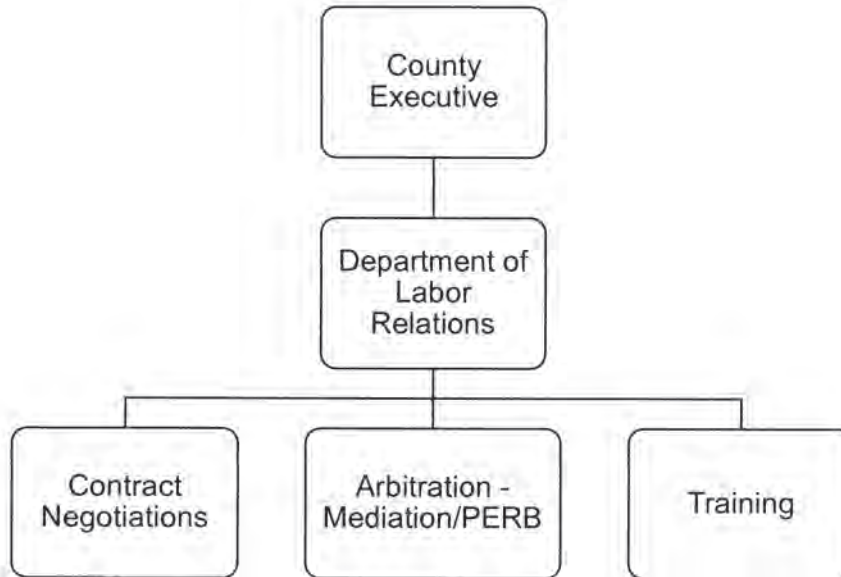 County
Executive
Department of
Labor
Relations
Contract
Negotiations
Arbitration -
Mediation/PERB
Training